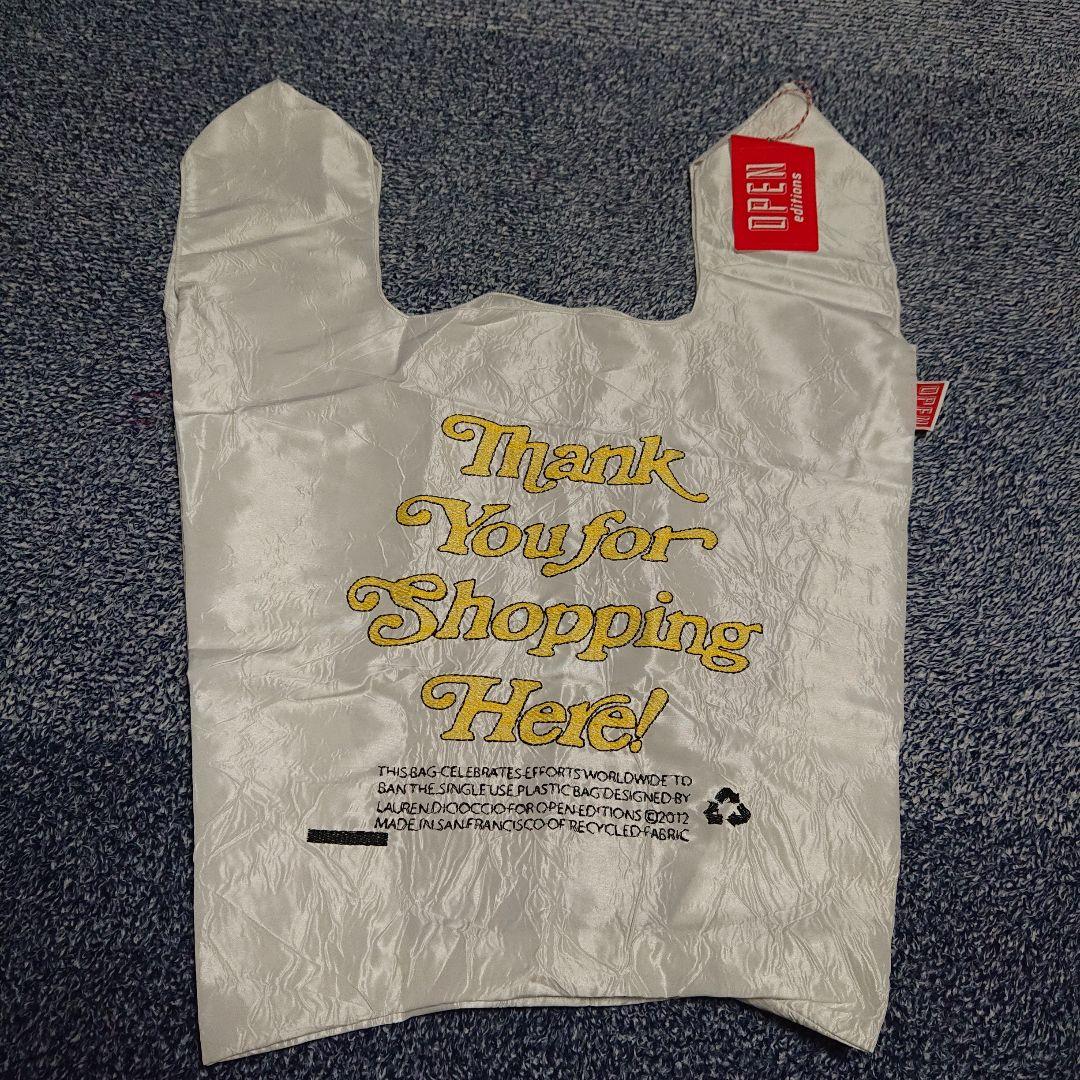 OPEN
editions
OPEN
Thank
You for
Shopping
Here!
THIS BAG CELEBRATES EFFORTS WORLDWIDE TO
BAN THE SINGLE USE PLASTIC BAG DESIGNED BY
LAUREN DICIOCCIO FOR OPEN EDITIONS ©2012
MADE IN SAN FRANCISCO OF RECYCLED FABRIC